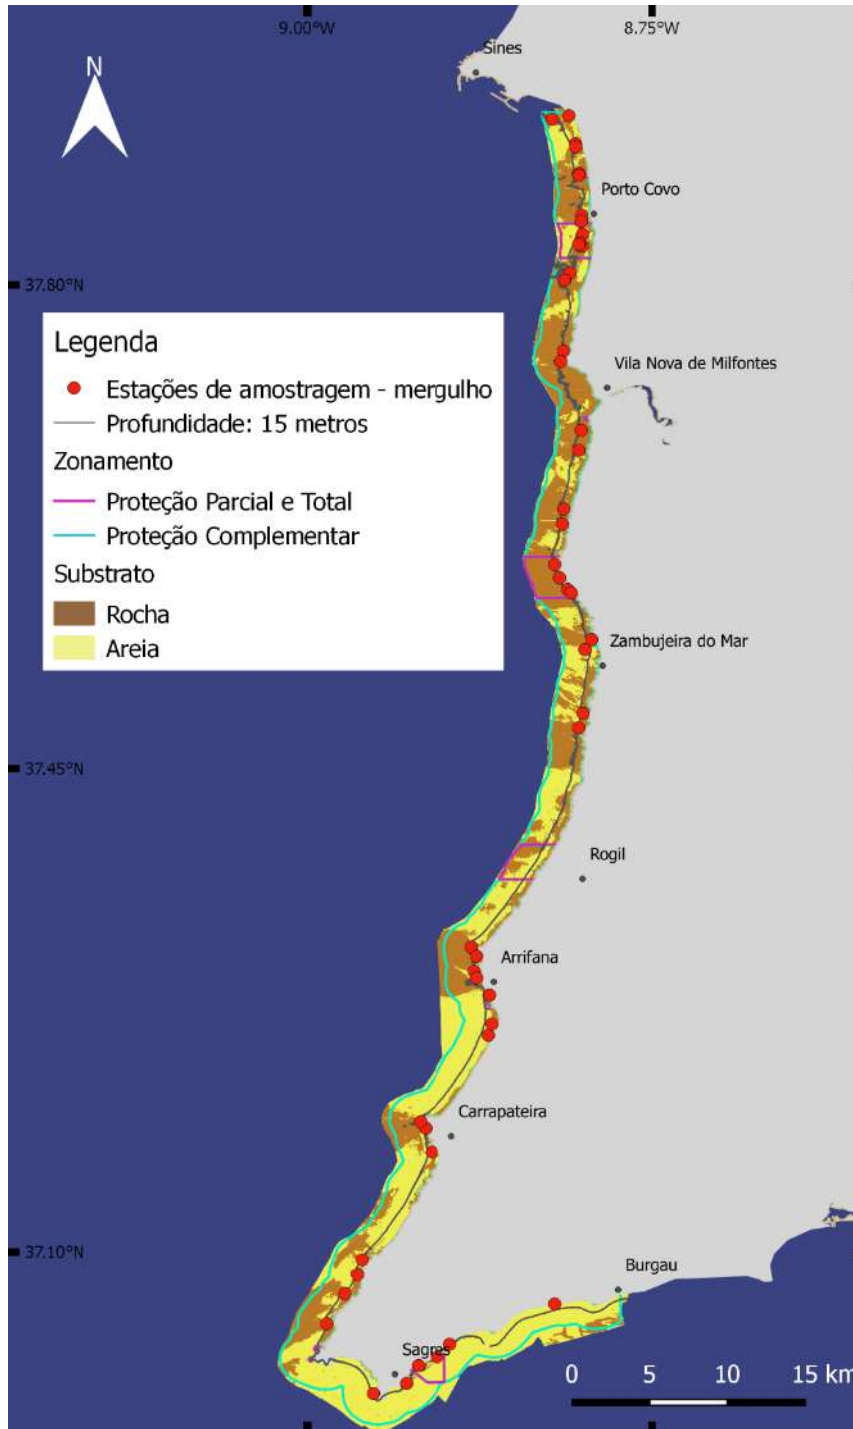 9.00°W
8.75°W
Sines
N
Porto Covo
37.80°N
Legenda
Estações de amostragem - mergulho
Profundidade: 15 metros
Zonamento
Proteção Parcial e Total
Proteção Complementar
Substrato
Rocha
Areia
Vila Nova de Milfontes
Zambujeira do Mar
37.45°N
Rogil
Arrifana
Carrapateira
37.10°N
Burgau
Sagres
0 5 10 15 km